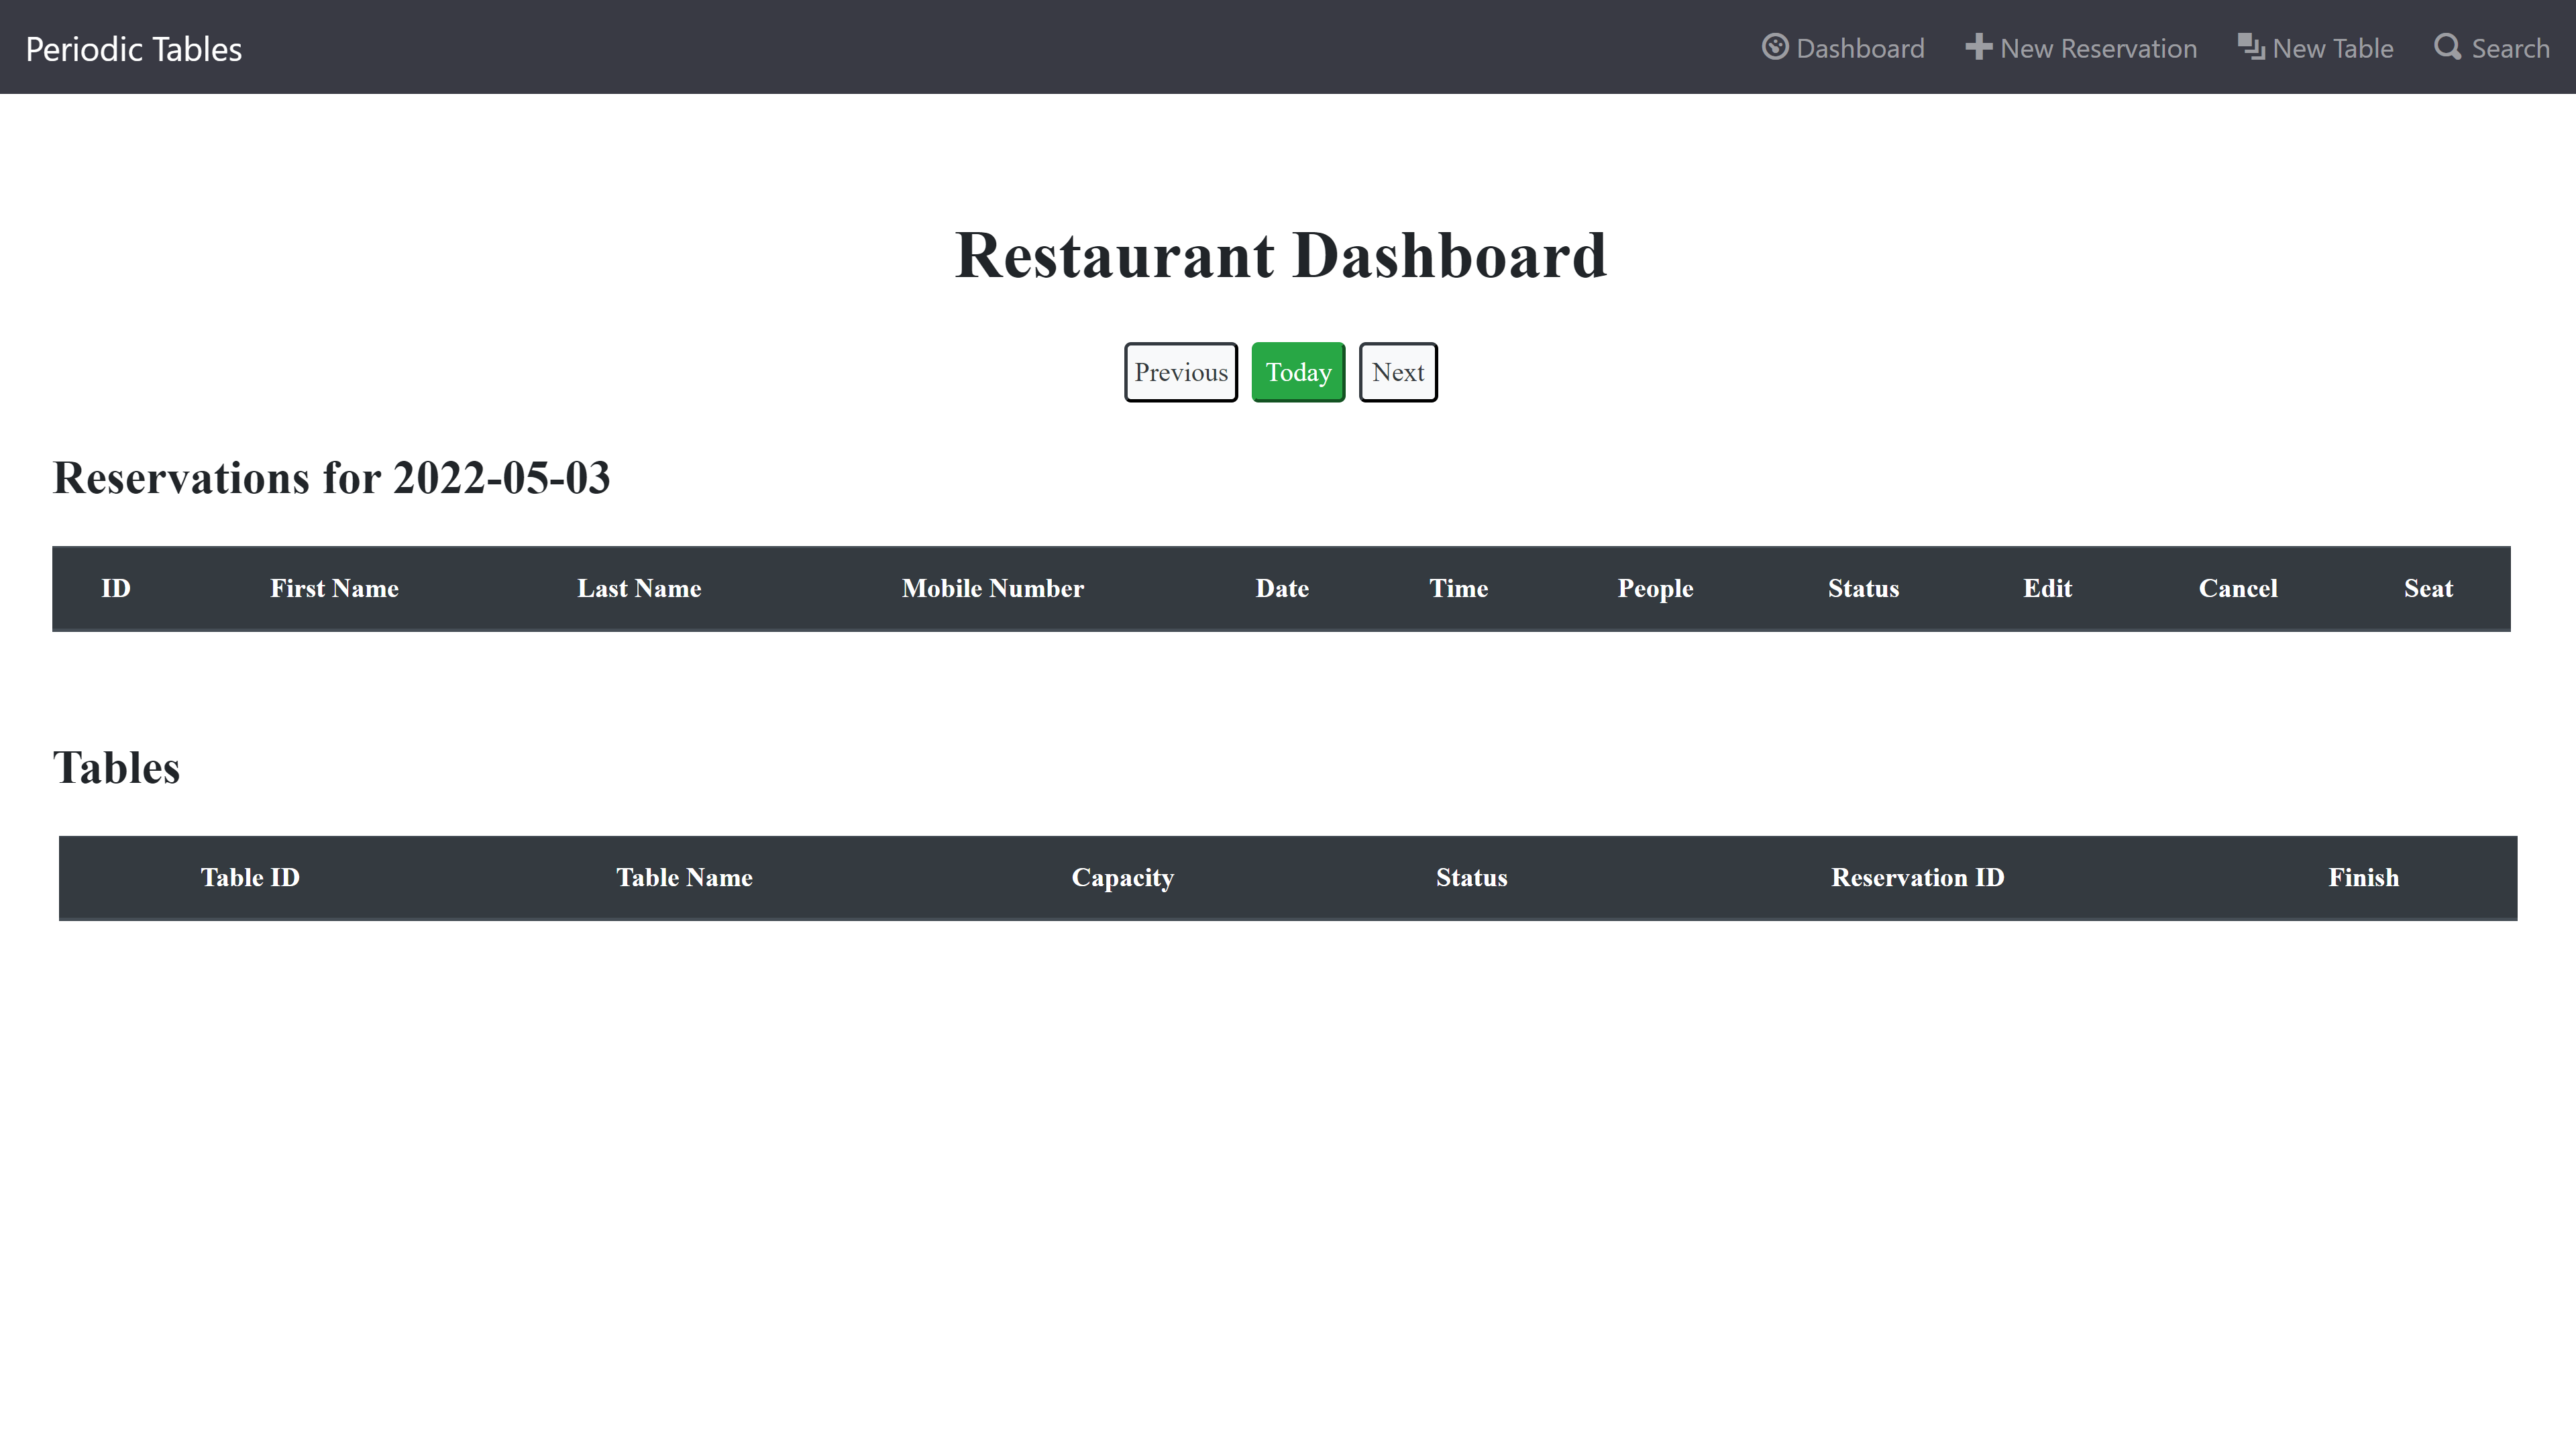 Periodic Tables Dashboard New Reservation New Table Search
Restaurant Dashboard
Previous Today Next
Reservations for 2022-05-03
ID First Name Last Name Mobile Number Date Time People Status Edit Cancel Seat
Tables
Table ID Table Name Capacity Status Reservation ID Finish